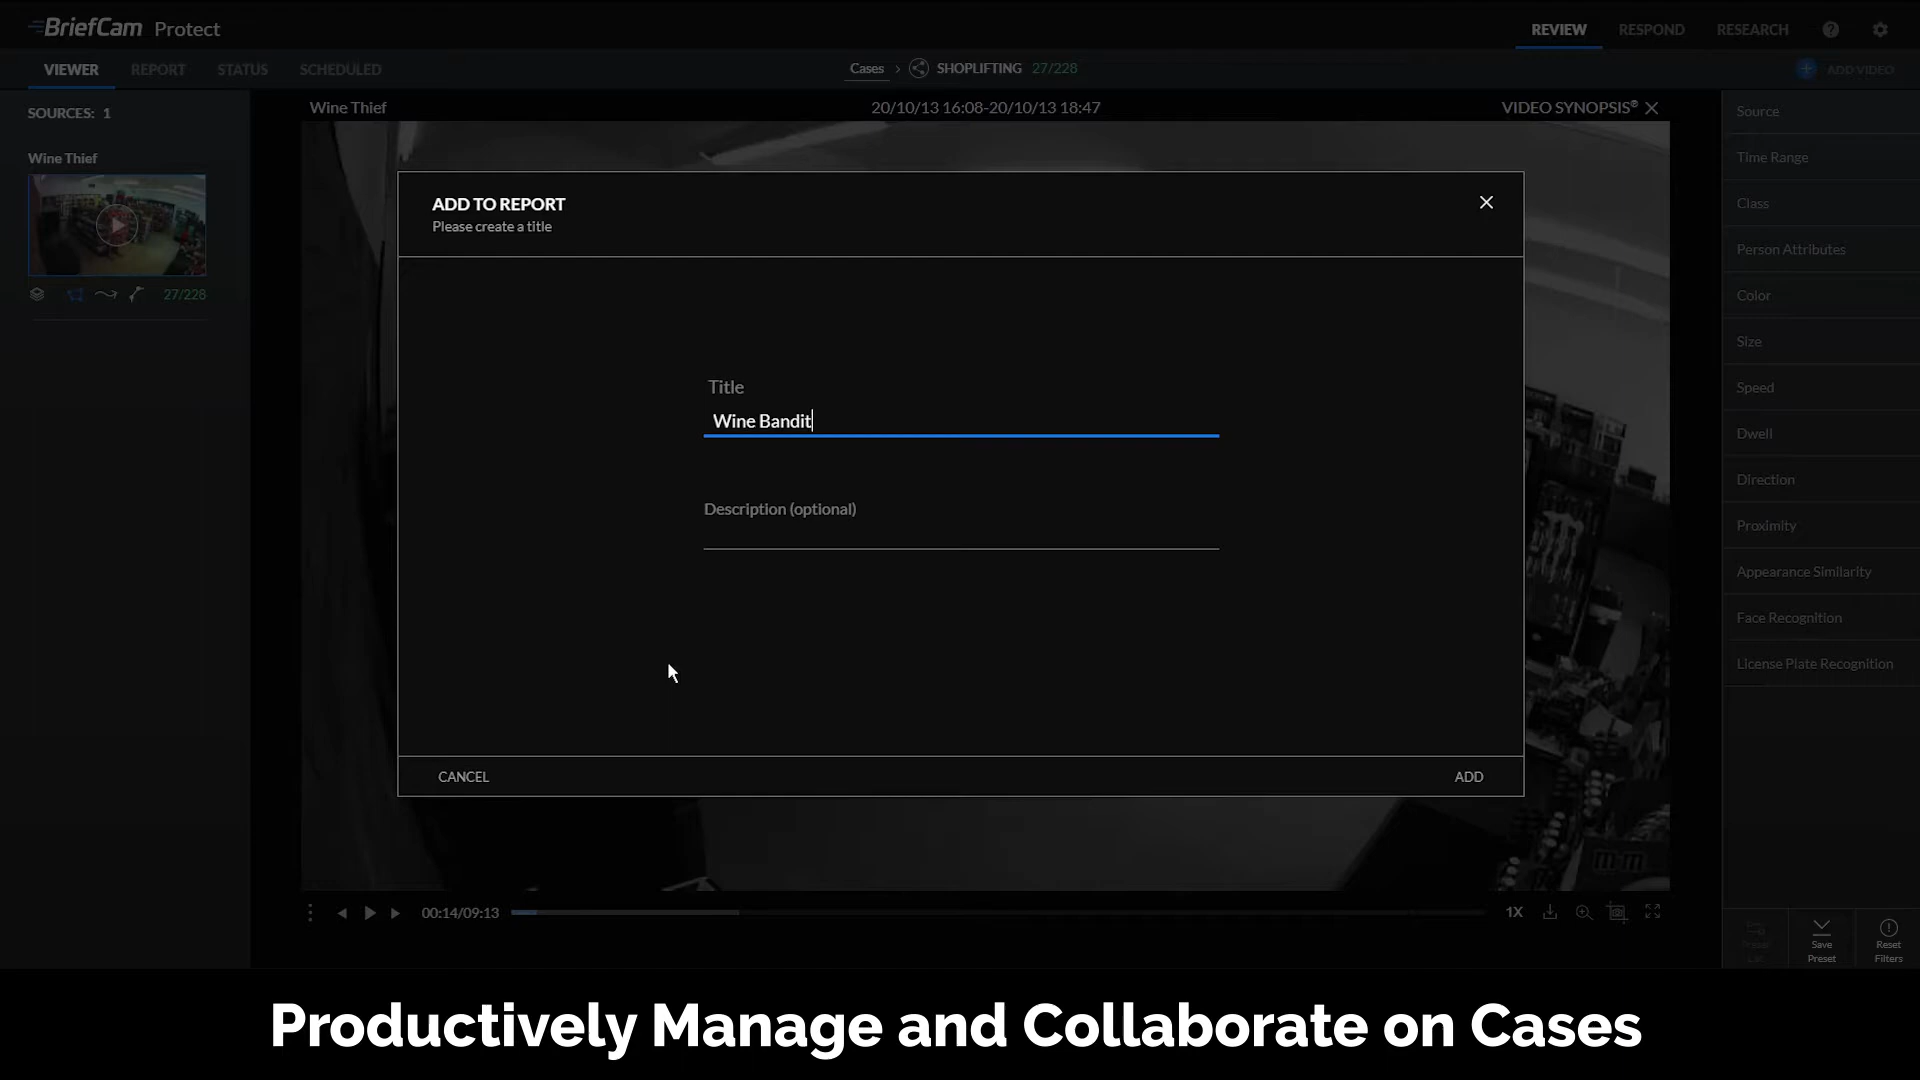 BriefCam Protect
REVIEW RESPOND RESEARCH
VIEWER REPORT STATUS SCHEDULED
Cases > SHOPLIFTING 27/228
ADD VIDEO
SOURCES: 1
Wine Thief 20/10/13 16:08-20/10/13 18:47 VIDEO SYNOPSIS®
Wine Thief
27/228
ADD TO REPORT
Please create a title
Title
Wine Bandit
Description (optional)
CANCEL ADD
Source
Time Range
Class
Person Attributes
Color
Size
Speed
Dwell
Direction
Proximity
Appearance Similarity
Face Recognition
License Plate Recognition
m·m
00:14/09:13 1X
Save
Preset
Reset
Filters
Productively Manage and Collaborate on Cases